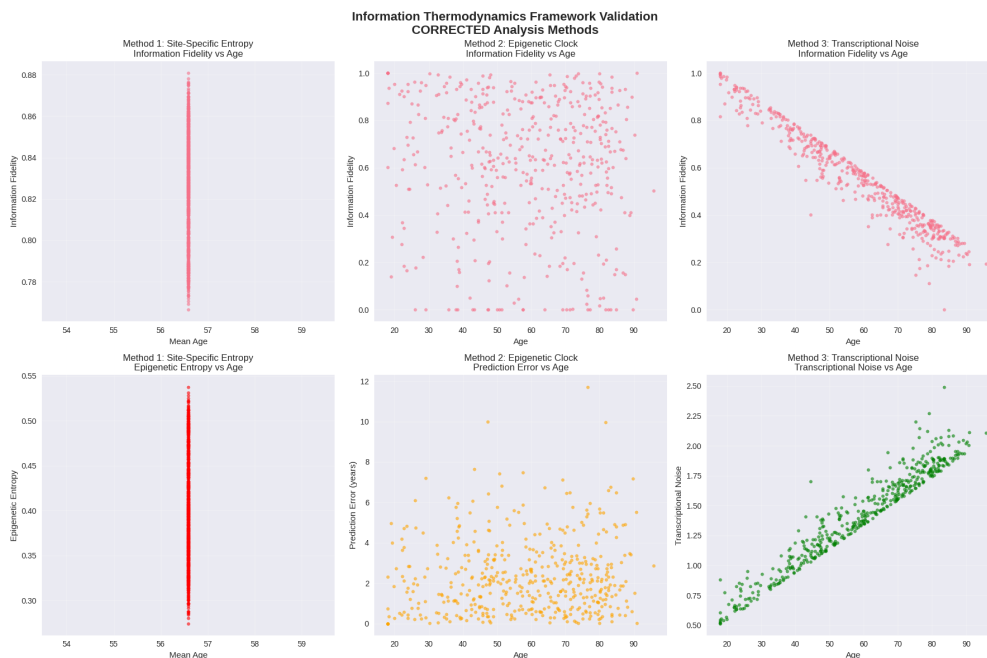 Information Thermodynamics Framework Validation
CORRECTED Analysis Methods
Method 1: Site-Specific Entropy
Information Fidelity vs Age
Information Fidelity
0.88
0.86
0.84
0.82
0.80
0.78
54 55 56 57 58 59
Mean Age
Method 2: Epigenetic Clock
Information Fidelity vs Age
Information Fidelity
1.0
0.8
0.6
0.4
0.2
0.0
20 30 40 50 60 70 80 90
Age
Method 3: Transcriptional Noise
Information Fidelity vs Age
Information Fidelity
1.0
0.8
0.6
0.4
0.2
0.0
20 30 40 50 60 70 80 90
Age
Method 1: Site-Specific Entropy
Epigenetic Entropy vs Age
Epigenetic Entropy
0.55
0.50
0.45
0.40
0.35
0.30
54 55 56 57 58 59
Mean Age
Method 2: Epigenetic Clock
Prediction Error vs Age
Prediction Error (years)
12
10
8
6
4
2
0
20 30 40 50 60 70 80 90
Age
Method 3: Transcriptional Noise
Transcriptional Noise vs Age
Transcriptional Noise
2.50
2.25
2.00
1.75
1.50
1.25
1.00
0.75
0.50
20 30 40 50 60 70 80 90
Age